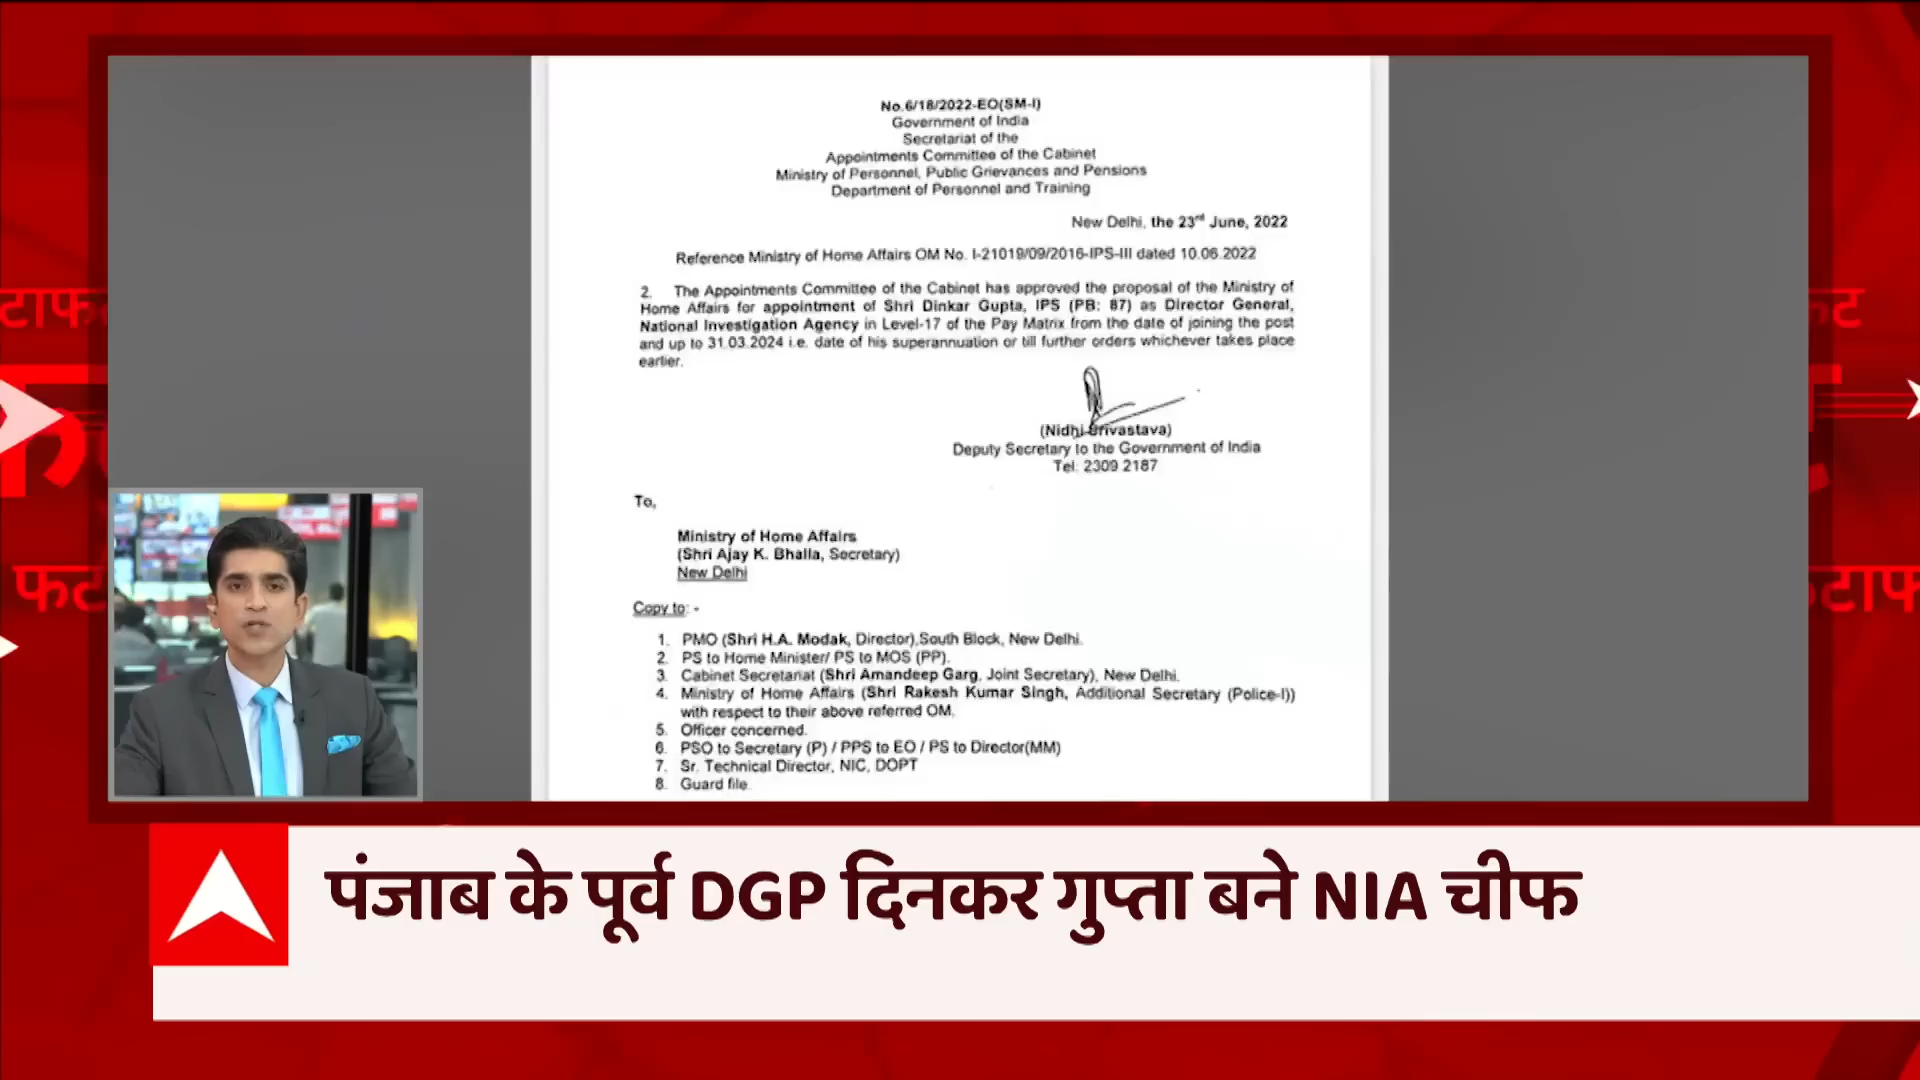 No.6/18/2022-EO(SM-I)
Government of India
Secretariat of the
Appointments Committee of the Cabinet
Ministry of Personnel, Public Grievances and Pensions
Department of Personnel and Training
New Delhi, the 23rd June, 2022
Reference Ministry of Home Affairs OM No. I-21019/09/2016-IPS-III dated 10.06.2022
2. The Appointments Committee of the Cabinet has approved the proposal of the Ministry of
Home Affairs for appointment of Shri Dinkar Gupta, IPS (PB: 87) as Director General,
National Investigation Agency in Level-17 of the Pay Matrix from the date of joining the post
and up to 31.03.2024 i.e. date of his superannuation or till further orders whichever takes place
earlier.
(Nidhi Srivastava)
Deputy Secretary to the Government of India
Tel. 2309 2187
To,
Ministry of Home Affairs
(Shri Ajay K. Bhalla, Secretary)
New Delhi
Copy to: -
1. PMO (Shri H.A. Modak, Director),South Block, New Delhi.
2. PS to Home Minister/ PS to MOS (PP).
3. Cabinet Secretariat (Shri Amandeep Garg, Joint Secretary), New Delhi.
4. Ministry of Home Affairs (Shri Rakesh Kumar Singh, Additional Secretary (Police-I))
with respect to their above referred OM.
5. Officer concerned.
6. PSO to Secretary (P) / PPS to EO / PS to Director(MM)
7. Sr. Technical Director, NIC, DOPT
8. Guard file.
पंजाब के पूर्व DGP दिनकर गुप्ता बने NIA चीफ